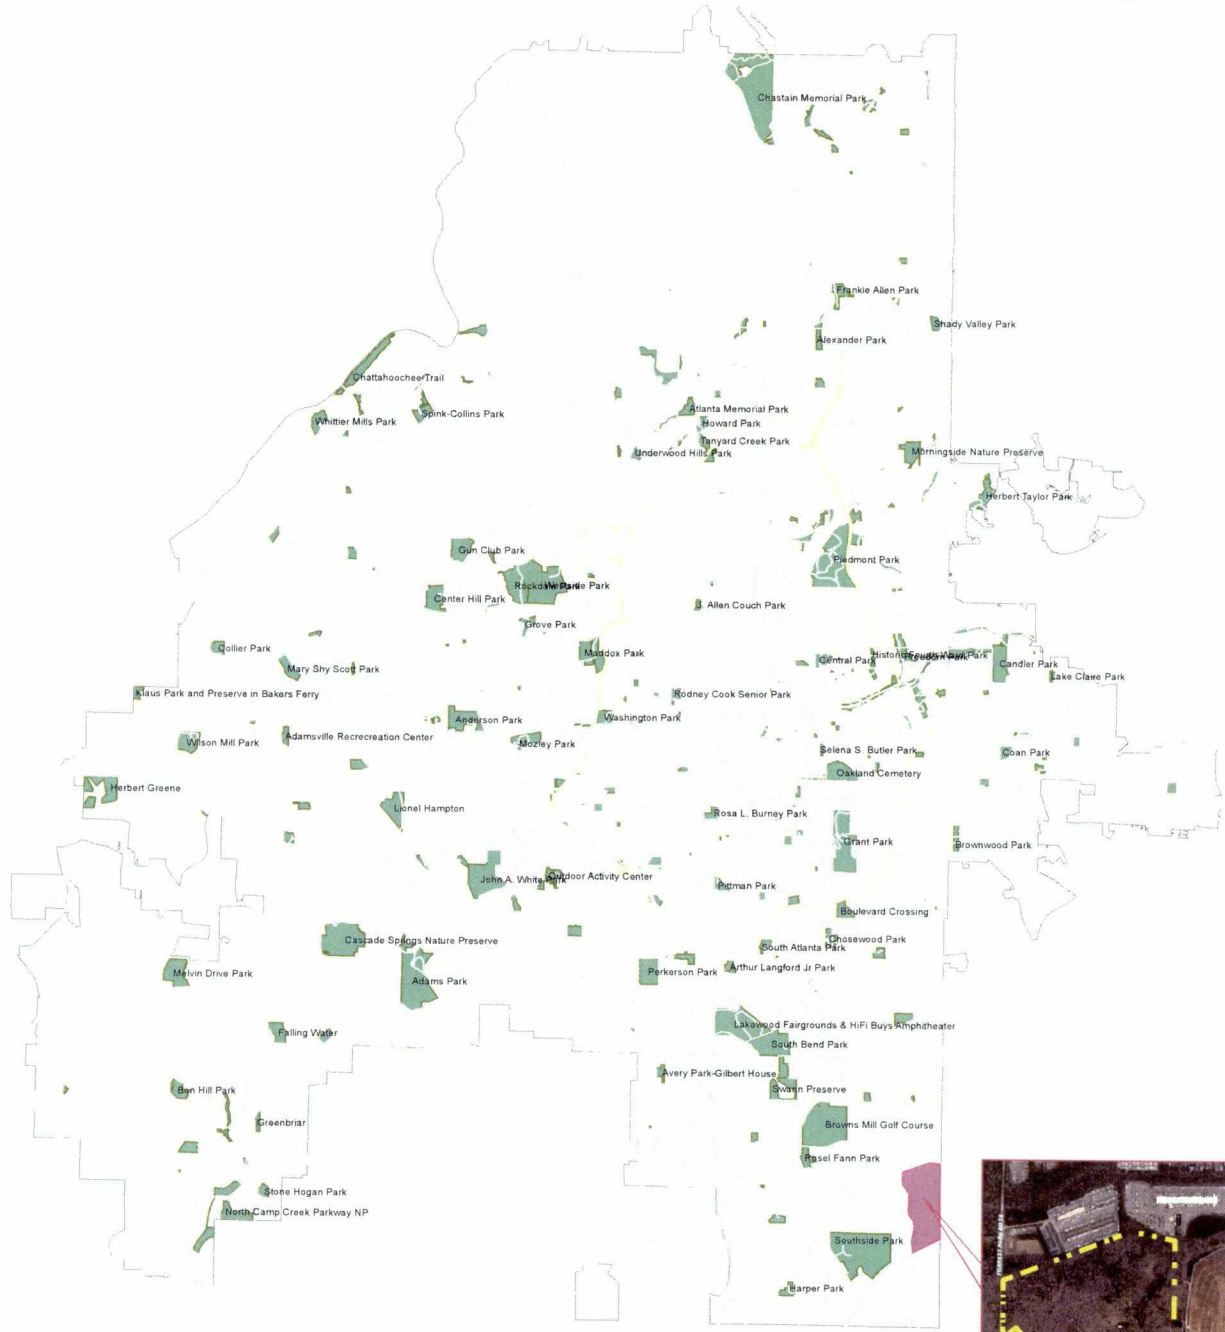 Chastain Memorial Park
Frankie Allen Park
Shady Valley Park
Alexander Park
Chattahoochee Trail
Whittier Mills Park
Spink-Collins Park
Atlanta Memorial Park
Howard Park
Tanyard Creek Park
Underwood Hills Park
Morningside Nature Preserve
Herbert Taylor Park
Gun Club Park
Piedmont Park
Center Hill Park
J. Allen Couch Park
Grove Park
Collier Park
Mary Shy Scott Park
Maddox Park
Central Park
Candler Park
Lake Claire Park
Klaus Park and Preserve in Bakers Ferry
Rodney Cook Senior Park
Anderson Park
Washington Park
Wilson Mill Park
Adamsville Recrecreation Center
Mozley Park
Selena S. Butler Park
Coan Park
Oakland Cemetery
Herbert Greene
Lionel Hampton
Rosa L. Burney Park
Grant Park
Brownwood Park
John A. White Park
Outdoor Activity Center
Pittman Park
Boulevard Crossing
Cascade Springs Nature Preserve
Chosewood Park
South Atlanta Park
Melvin Drive Park
Adams Park
Perkerson Park
Arthur Langford Jr Park
Falling Water
Lakewood Fairgrounds & HiFi Buys Amphitheater
South Bend Park
Avery Park-Gilbert House
Ben Hill Park
Swann Preserve
Greenbriar
Browns Mill Golf Course
Rosel Fann Park
Stone Hogan Park
North Camp Creek Parkway NP
Southside Park
Harper Park